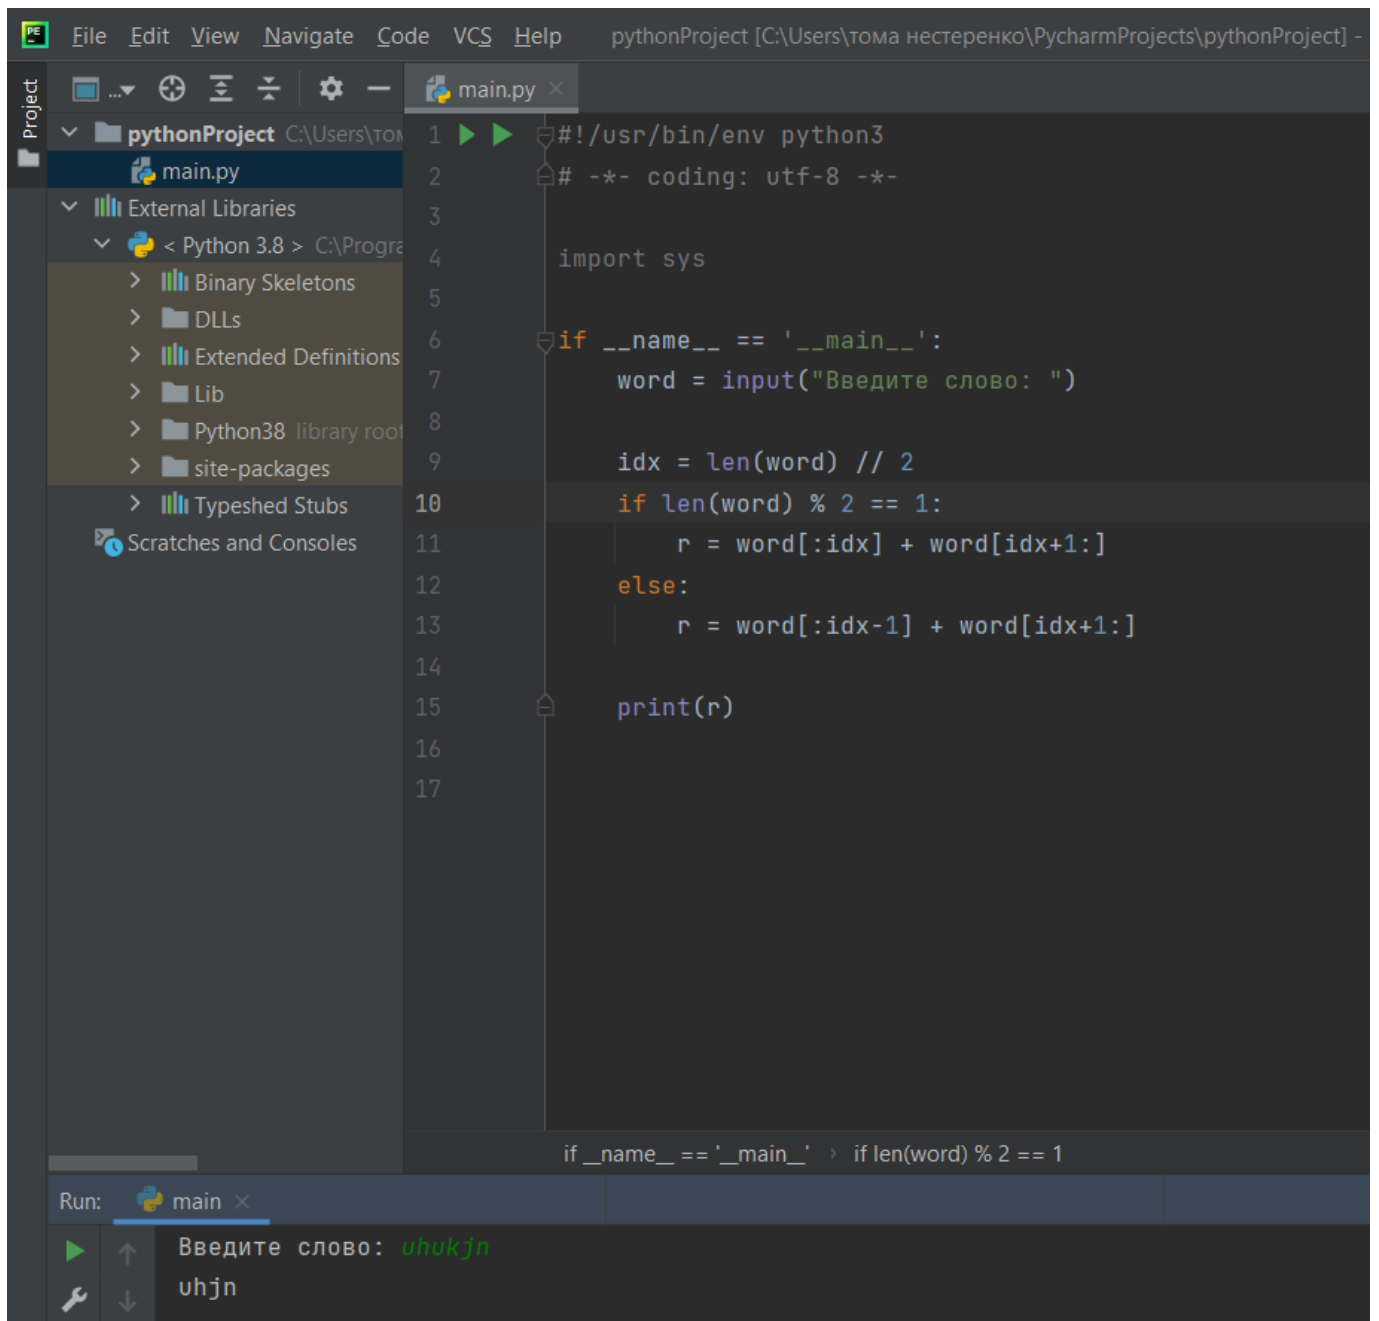 PE File Edit View Navigate Code VCS Help pythonProject [C:\Users\тома нестеренко\PycharmProjects\pythonProject] -
Project
... main.py
pythonProject C:\Users\том
main.py
External Libraries
< Python 3.8 > C:\Progra
Binary Skeletons
DLLs
Extended Definitions
Lib
Python38 library root
site-packages
Typeshed Stubs
Scratches and Consoles
1 #!/usr/bin/env python3
2 # -*- coding: utf-8 -*-
3
4 import sys
5
6 if __name__ == '__main__':
7 word = input("Введите слово: ")
8
9 idx = len(word) // 2
10 if len(word) % 2 == 1:
11 r = word[:idx] + word[idx+1:]
12 else:
13 r = word[:idx-1] + word[idx+1:]
14
15 print(r)
16
17
if __name__ == '__main__' › if len(word) % 2 == 1
Run: main
Введите слово: uhukjn
uhjn